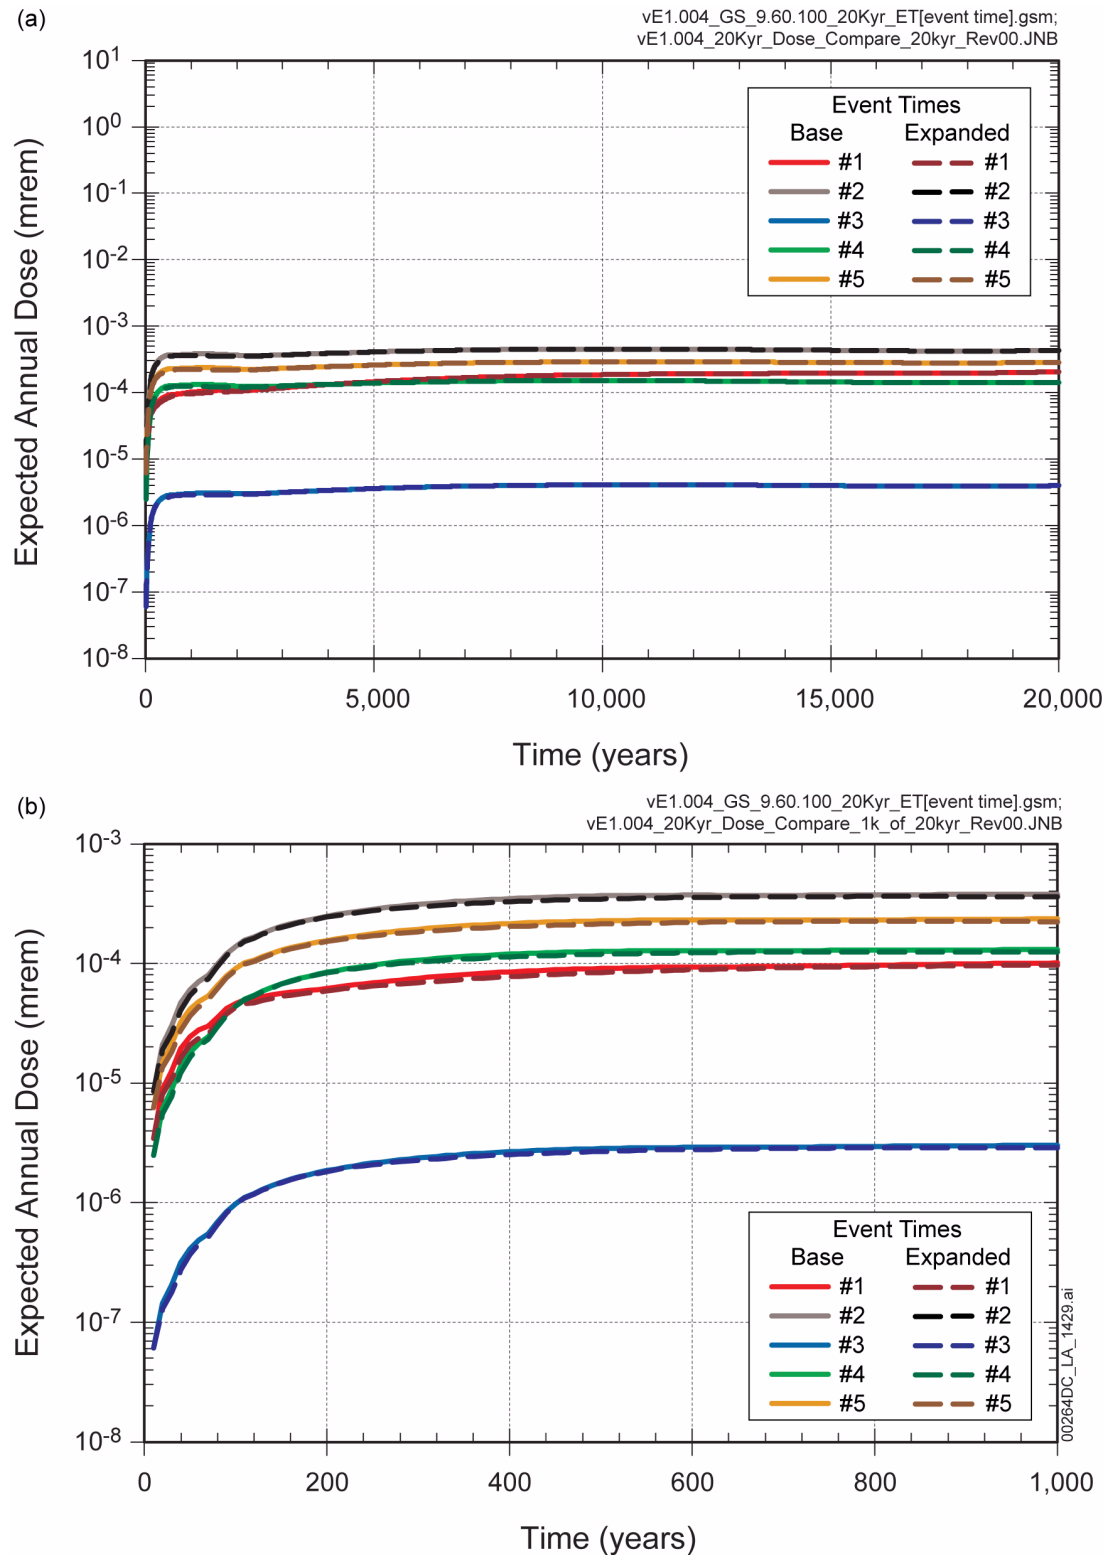 (a)
vE1.004_GS_9.60.100_20Kyr_ET[event time].gsm;
vE1.004_20Kyr_Dose_Compare_20kyr_Rev00.JNB
Expected Annual Dose (mrem)
10^1
10^0
10^-1
10^-2
10^-3
10^-4
10^-5
10^-6
10^-7
10^-8
Event Times
Base Expanded
#1 #1
#2 #2
#3 #3
#4 #4
#5 #5
0 5,000 10,000 15,000 20,000
Time (years)
(b)
vE1.004_GS_9.60.100_20Kyr_ET[event time].gsm;
vE1.004_20Kyr_Dose_Compare_1k_of_20kyr_Rev00.JNB
Expected Annual Dose (mrem)
10^-3
10^-4
10^-5
10^-6
10^-7
10^-8
Event Times
Base Expanded
#1 #1
#2 #2
#3 #3
#4 #4
#5 #5
00264DC_LA_1429.ai
0 200 400 600 800 1,000
Time (years)